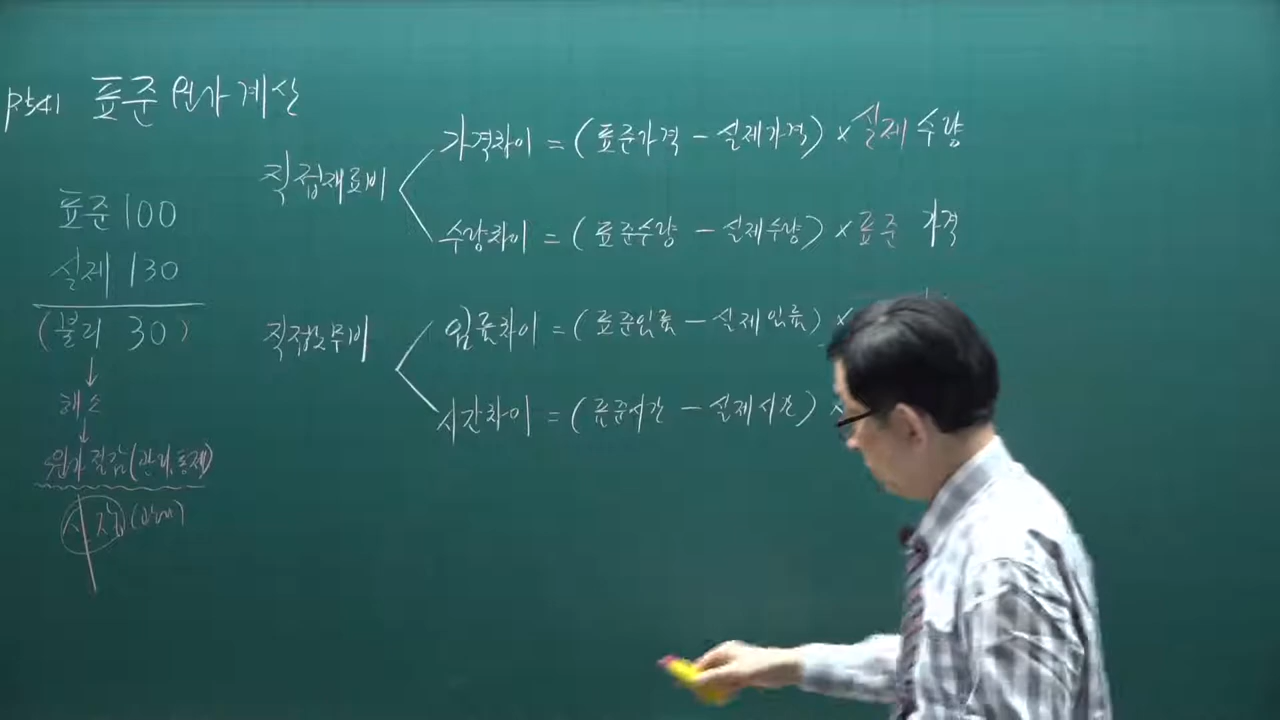 P.541 표준원가계산
표준 100
실제 130
(불리 30)
↓
해소
↓
원가절감(관리, 통제)
직접재료비
가격차이 = (표준가격 - 실제가격) × 실제 수량
수량차이 = (표준수량 - 실제수량) × 표준 가격
직접노무비
임률차이 = (표준임률 - 실제임률) ×
시간차이 = (표준시간 - 실제시간) ×